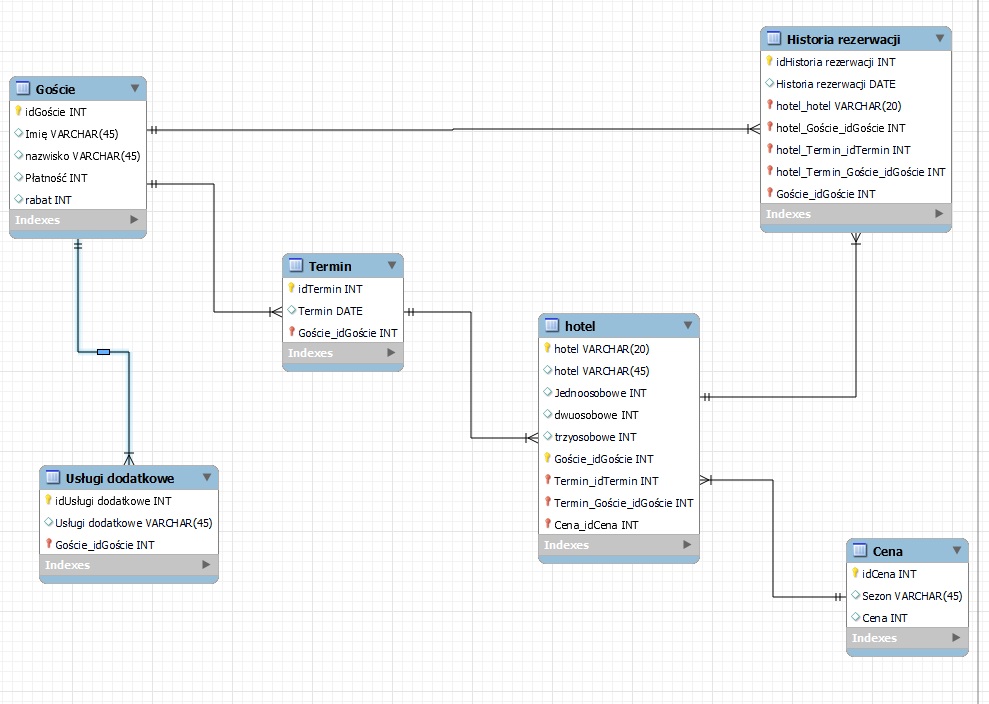 Goście
idGoście INT
Imię VARCHAR(45)
nazwisko VARCHAR(45)
Płatność INT
rabat INT
Indexes
Historia rezerwacji
idHistoria rezerwacji INT
Historia rezerwacji DATE
hotel_hotel VARCHAR(20)
hotel_Goście_idGoście INT
hotel_Termin_idTermin INT
hotel_Termin_Goście_idGoście INT
Goście_idGoście INT
Indexes
Termin
idTermin INT
Termin DATE
Goście_idGoście INT
Indexes
hotel
hotel VARCHAR(20)
hotel VARCHAR(45)
Jednoosobowe INT
dwuosobowe INT
trzyosobowe INT
Goście_idGoście INT
Termin_idTermin INT
Termin_Goście_idGoście INT
Cena_idCena INT
Indexes
Usługi dodatkowe
idUsługi dodatkowe INT
Usługi dodatkowe VARCHAR(45)
Goście_idGoście INT
Indexes
Cena
idCena INT
Sezon VARCHAR(45)
Cena INT
Indexes